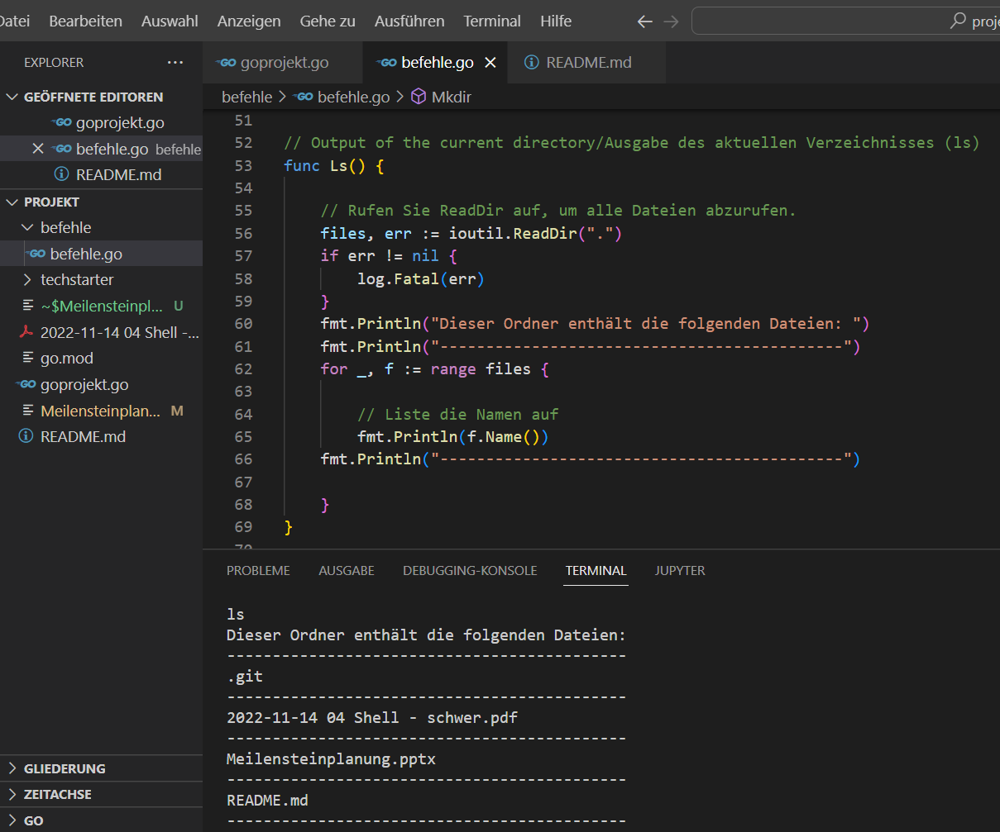 Datei Bearbeiten Auswahl Anzeigen Gehe zu Ausführen Terminal Hilfe
proje
EXPLORER ···
GEÖFFNETE EDITOREN
goprojekt.go
befehle.go befehle
README.md
PROJEKT
befehle
befehle.go
techstarter
~$Meilensteinpl... U
2022-11-14 04 Shell -...
go.mod
goprojekt.go
Meilensteinplan... M
README.md
GLIEDERUNG
ZEITACHSE
GO
goprojekt.go befehle.go README.md
befehle > befehle.go > Mkdir
51
52 // Output of the current directory/Ausgabe des aktuellen Verzeichnisses (ls)
53 func Ls() {
54
55 // Rufen Sie ReadDir auf, um alle Dateien abzurufen.
56 files, err := ioutil.ReadDir(".")
57 if err != nil {
58 log.Fatal(err)
59 }
60 fmt.Println("Dieser Ordner enthält die folgenden Dateien: ")
61 fmt.Println("--------------------------------------------")
62 for _, f := range files {
63
64 // Liste die Namen auf
65 fmt.Println(f.Name())
66 fmt.Println("--------------------------------------------")
67
68 }
69 }
70
PROBLEME AUSGABE DEBUGGING-KONSOLE TERMINAL JUPYTER
ls
Dieser Ordner enthält die folgenden Dateien:
--------------------------------------------
.git
--------------------------------------------
2022-11-14 04 Shell - schwer.pdf
--------------------------------------------
Meilensteinplanung.pptx
--------------------------------------------
README.md
--------------------------------------------